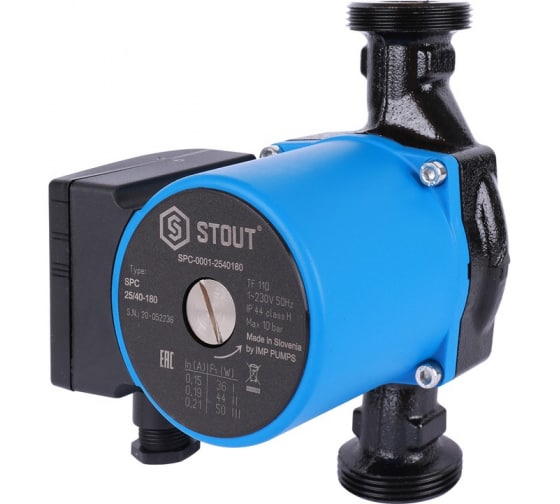 STOUT
SPC-0001-2540180
Type:
SPC
25/40-180
S.N.: 20-052236
TF 110
1~230V 50Hz
IP 44 class H
Max 10 bar
Made in Slovenia
by IMP PUMPS
EAC
In (A) P1 (W)
0.15 36 I
0.19 44 II
0.21 50 III